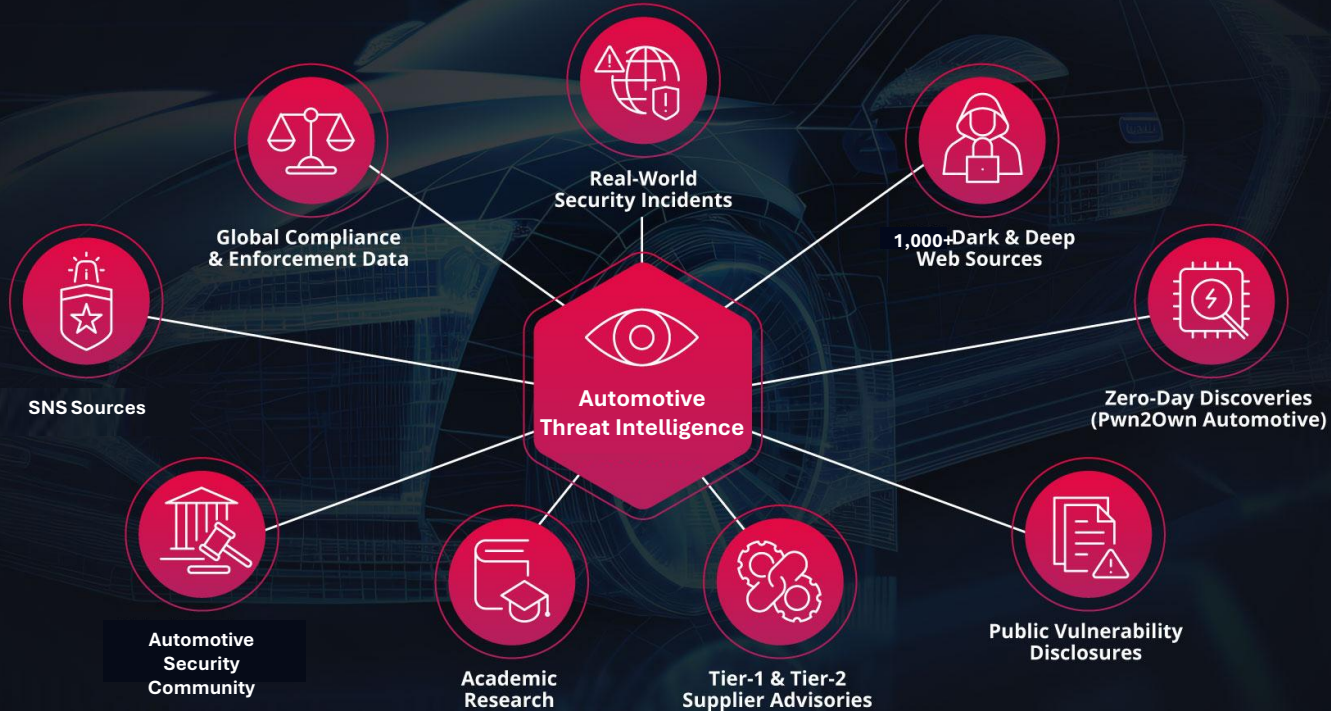 Real-World
Security Incidents
Global Compliance
& Enforcement Data
1,000+Dark & Deep
Web Sources
SNS Sources
Automotive
Threat Intelligence
Zero-Day Discoveries
(Pwn2Own Automotive)
Automotive
Security
Community
Academic
Research
Tier-1 & Tier-2
Supplier Advisories
Public Vulnerability
Disclosures